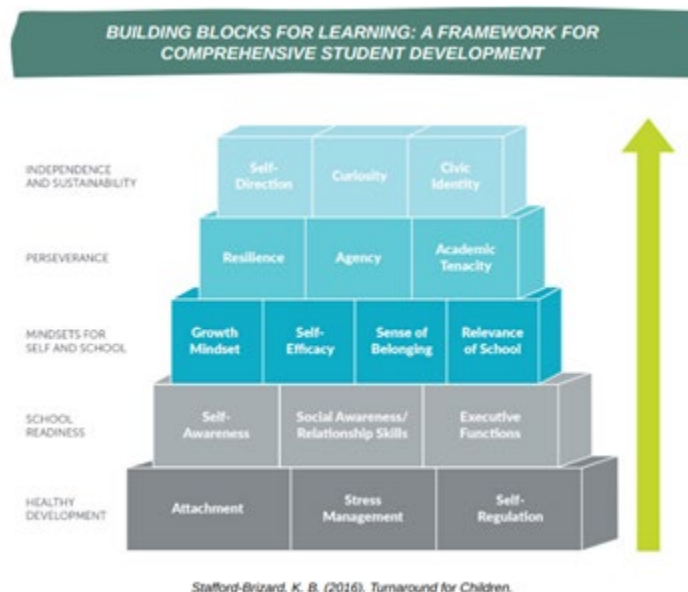 BUILDING BLOCKS FOR LEARNING: A FRAMEWORK FOR
COMPREHENSIVE STUDENT DEVELOPMENT
INDEPENDENCE
AND SUSTAINABILITY
Self-
Direction
Curiosity
Civic
Identity
PERSEVERANCE
Resilience
Agency
Academic
Tenacity
MINDSETS FOR
SELF AND SCHOOL
Growth
Mindset
Self-
Efficacy
Sense of
Belonging
Relevance
of School
SCHOOL
READINESS
Self-
Awareness
Social Awareness/
Relationship Skills
Executive
Functions
HEALTHY
DEVELOPMENT
Attachment
Stress
Management
Self-
Regulation
Stafford-Brizard, K. B. (2016). Turnaround for Children.